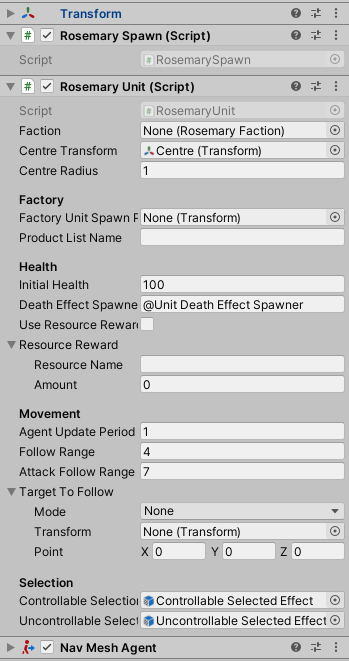 Transform
Rosemary Spawn (Script)
Script RosemarySpawn
Rosemary Unit (Script)
Script RosemaryUnit
Faction None (Rosemary Faction)
Centre Transform Centre (Transform)
Centre Radius 1
Factory
Factory Unit Spawn P None (Transform)
Product List Name
Health
Initial Health 100
Death Effect Spawne @Unit Death Effect Spawner
Use Resource Rewar
Resource Reward
Resource Name
Amount 0
Movement
Agent Update Period 1
Follow Range 4
Attack Follow Range 7
Target To Follow
Mode None
Transform None (Transform)
Point X 0 Y 0 Z 0
Selection
Controllable Selection Controllable Selected Effect
Uncontrollable Select Uncontrollable Selected Effect
Nav Mesh Agent